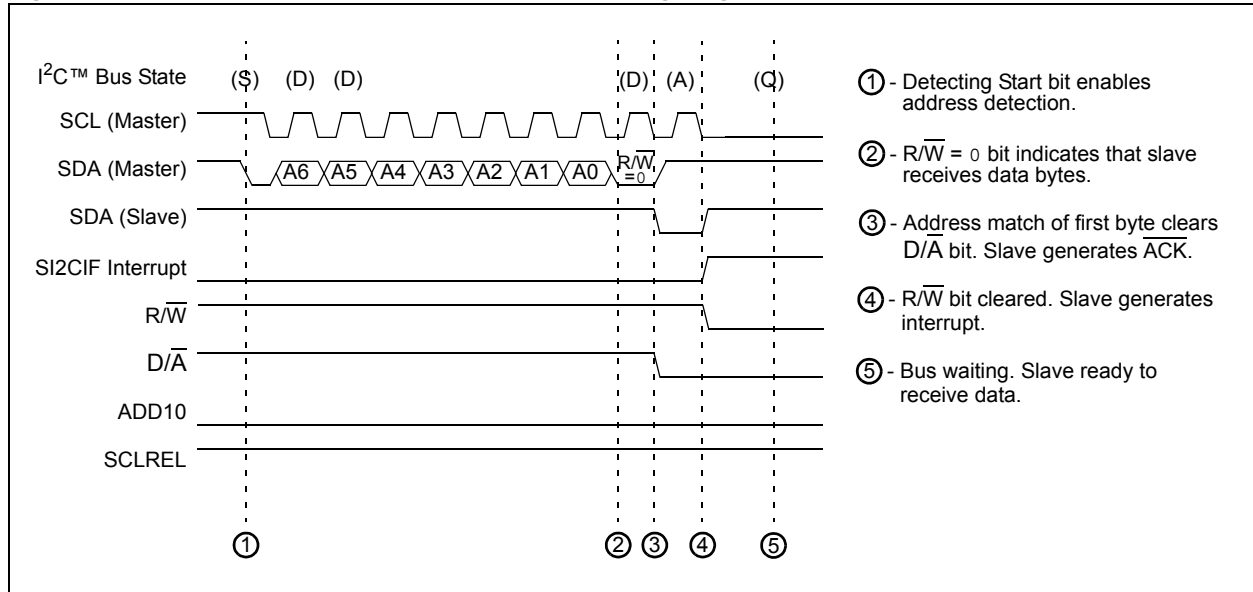 I²C™ Bus State (S) (D) (D) (D) (A) (Q)
SCL (Master)
SDA (Master) A6 A5 A4 A3 A2 A1 A0 R/W̅ =0
SDA (Slave)
SI2CIF Interrupt
R/W̅
D/A̅
ADD10
SCLREL
① ② ③ ④ ⑤
① - Detecting Start bit enables
address detection.
② - R/W̅ = 0 bit indicates that slave
receives data bytes.
③ - Address match of first byte clears
D/A̅ bit. Slave generates A̅C̅K̅.
④ - R/W̅ bit cleared. Slave generates
interrupt.
⑤ - Bus waiting. Slave ready to
receive data.